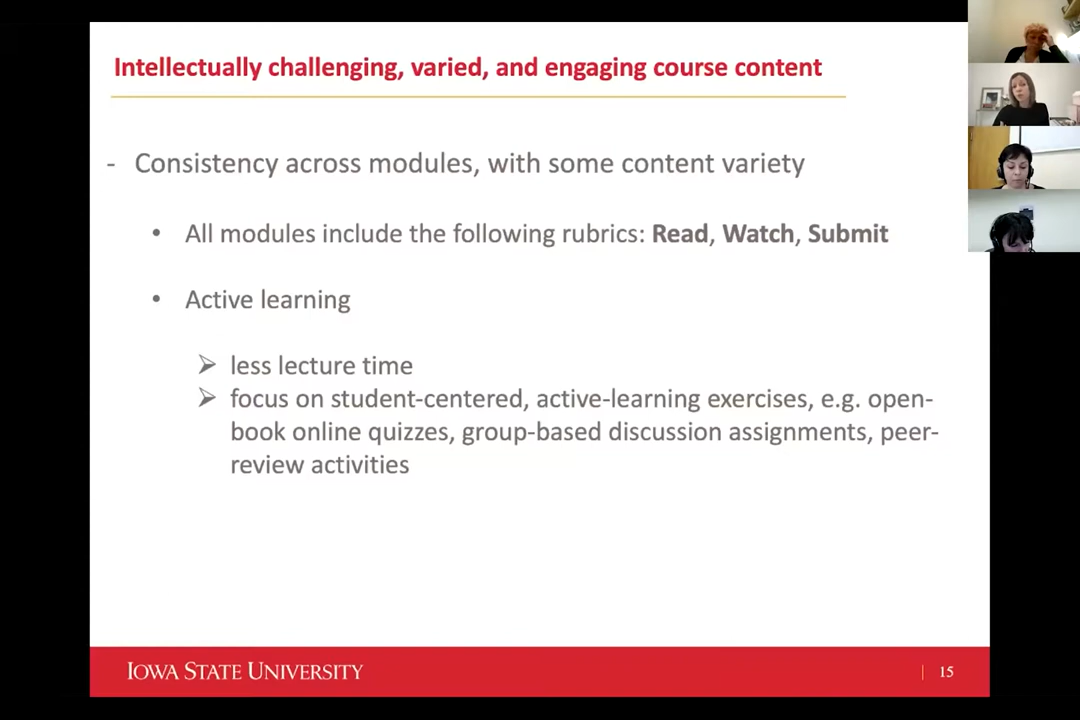 Intellectually challenging, varied, and engaging course content
- Consistency across modules, with some content variety
• All modules include the following rubrics: Read, Watch, Submit
• Active learning
➢ less lecture time
➢ focus on student-centered, active-learning exercises, e.g. open-
book online quizzes, group-based discussion assignments, peer-
review activities
IOWA STATE UNIVERSITY
| 15